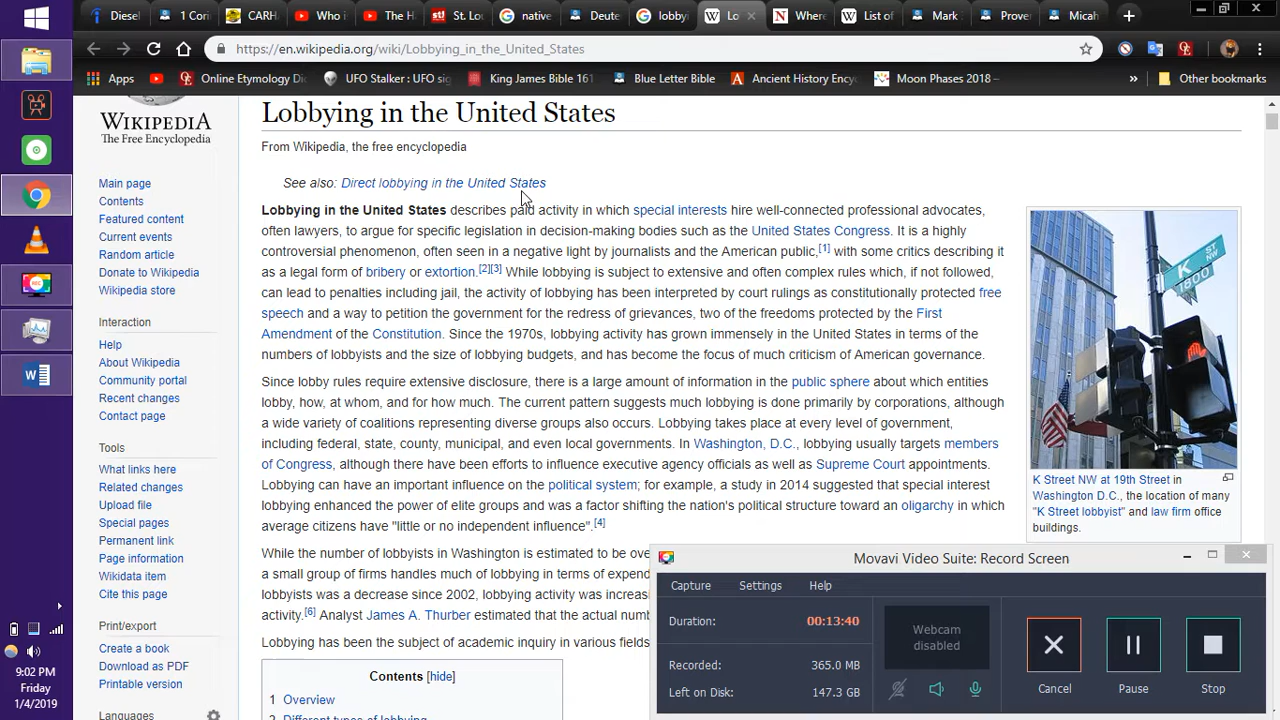 Diesel
1 Cori
CARH
Who i
The H
St. Lo
native
Deute
lobby
Lo
Where
List of
Mark
Prover
Micah
https://en.wikipedia.org/wiki/Lobbying_in_the_United_States
Apps
Online Etymology Dic
UFO Stalker : UFO sig
King James Bible 161
Blue Letter Bible
Ancient History Ency
Moon Phases 2018 –
»
Other bookmarks
WIKIPEDIA
The Free Encyclopedia
Main page
Contents
Featured content
Current events
Random article
Donate to Wikipedia
Wikipedia store
Interaction
Help
About Wikipedia
Community portal
Recent changes
Contact page
Tools
What links here
Related changes
Upload file
Special pages
Permanent link
Page information
Wikidata item
Cite this page
Print/export
Create a book
Download as PDF
Printable version
Languages
Lobbying in the United States
From Wikipedia, the free encyclopedia
See also: Direct lobbying in the United States
Lobbying in the United States describes paid activity in which special interests hire well-connected professional advocates,
often lawyers, to argue for specific legislation in decision-making bodies such as the United States Congress. It is a highly
controversial phenomenon, often seen in a negative light by journalists and the American public,[1] with some critics describing it
as a legal form of bribery or extortion.[2][3] While lobbying is subject to extensive and often complex rules which, if not followed,
can lead to penalties including jail, the activity of lobbying has been interpreted by court rulings as constitutionally protected free
speech and a way to petition the government for the redress of grievances, two of the freedoms protected by the First
Amendment of the Constitution. Since the 1970s, lobbying activity has grown immensely in the United States in terms of the
numbers of lobbyists and the size of lobbying budgets, and has become the focus of much criticism of American governance.
Since lobby rules require extensive disclosure, there is a large amount of information in the public sphere about which entities
lobby, how, at whom, and for how much. The current pattern suggests much lobbying is done primarily by corporations, although
a wide variety of coalitions representing diverse groups also occurs. Lobbying takes place at every level of government,
including federal, state, county, municipal, and even local governments. In Washington, D.C., lobbying usually targets members
of Congress, although there have been efforts to influence executive agency officials as well as Supreme Court appointments.
Lobbying can have an important influence on the political system; for example, a study in 2014 suggested that special interest
lobbying enhanced the power of elite groups and was a factor shifting the nation's political structure toward an oligarchy in which
average citizens have "little or no independent influence".[4]
While the number of lobbyists in Washington is estimated to be ove
a small group of firms handles much of lobbying in terms of expend
lobbyists was a decrease since 2002, lobbying activity was increas
activity.[6] Analyst James A. Thurber estimated that the actual numb
Lobbying has been the subject of academic inquiry in various fields
Contents [hide]
1 Overview
2 Different types of lobbying
K ST
NW
1800
K Street NW at 19th Street in
Washington D.C., the location of many
"K Street lobbyist" and law firm office
buildings.
Movavi Video Suite: Record Screen
Capture
Settings
Help
Duration:
00:13:40
Recorded:
365.0 MB
Left on Disk:
147.3 GB
Webcam
disabled
Cancel
Pause
Stop
9:02 PM
Friday
1/4/2019